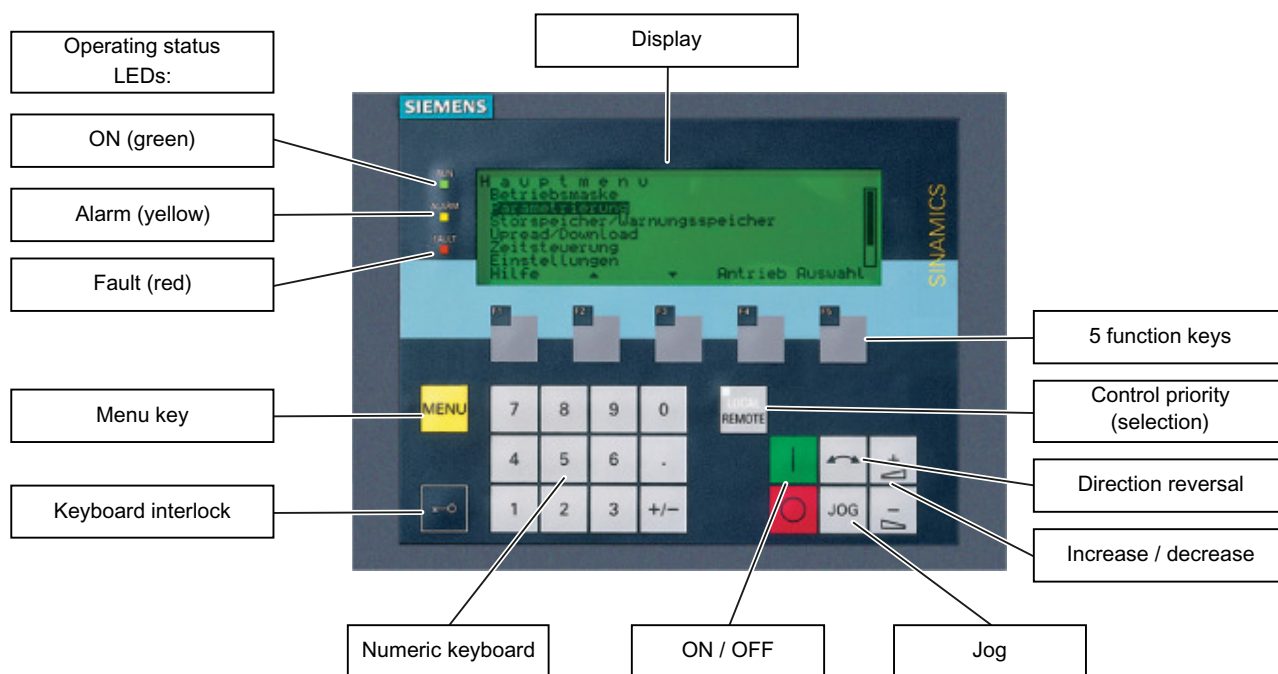 Operating status
LEDs:
Display
ON (green)
Alarm (yellow)
Fault (red)
Menu key
Keyboard interlock
SIEMENS
RUN
ALARM
FAULT
Hauptmenu
Betriebsmaske
Parametrierung
Störspeicher/Warnungsspeicher
Upread/Download
Zeitsteuerung
Einstellungen
Hilfe Antrieb Auswahl
SINAMICS
F1 F2 F3 F4 F5
MENU
7 8 9 0
4 5 6 .
1 2 3 +/-
LOCAL
REMOTE
+
JOG
-
5 function keys
Control priority
(selection)
Direction reversal
Increase / decrease
Numeric keyboard
ON / OFF
Jog